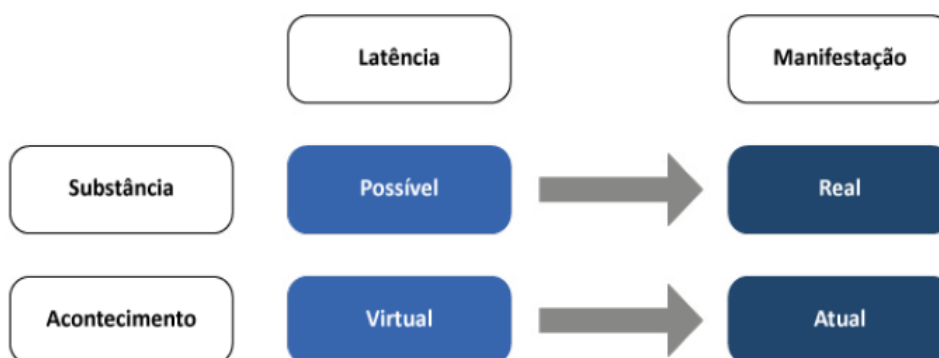 Latência
Manifestação
Substância
Possível
Real
Acontecimento
Virtual
Atual